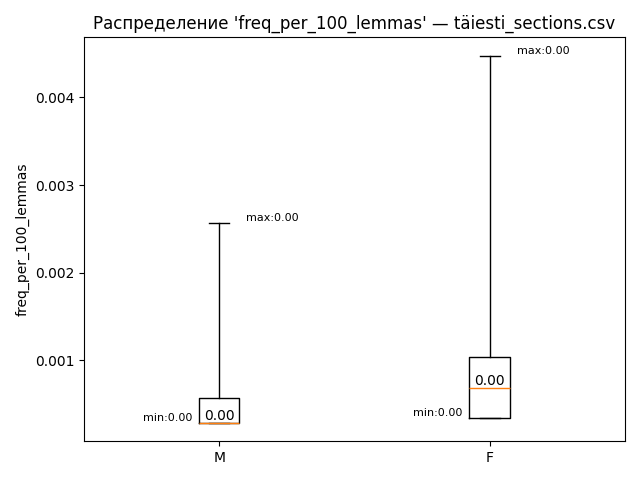 Распределение 'freq_per_100_lemmas' — täiesti_sections.csv
max:0.00
0.004
0.003
max:0.00
0.002
freq_per_100_lemmas
0.001
0.00
min:0.00
0.00
min:0.00
M
F